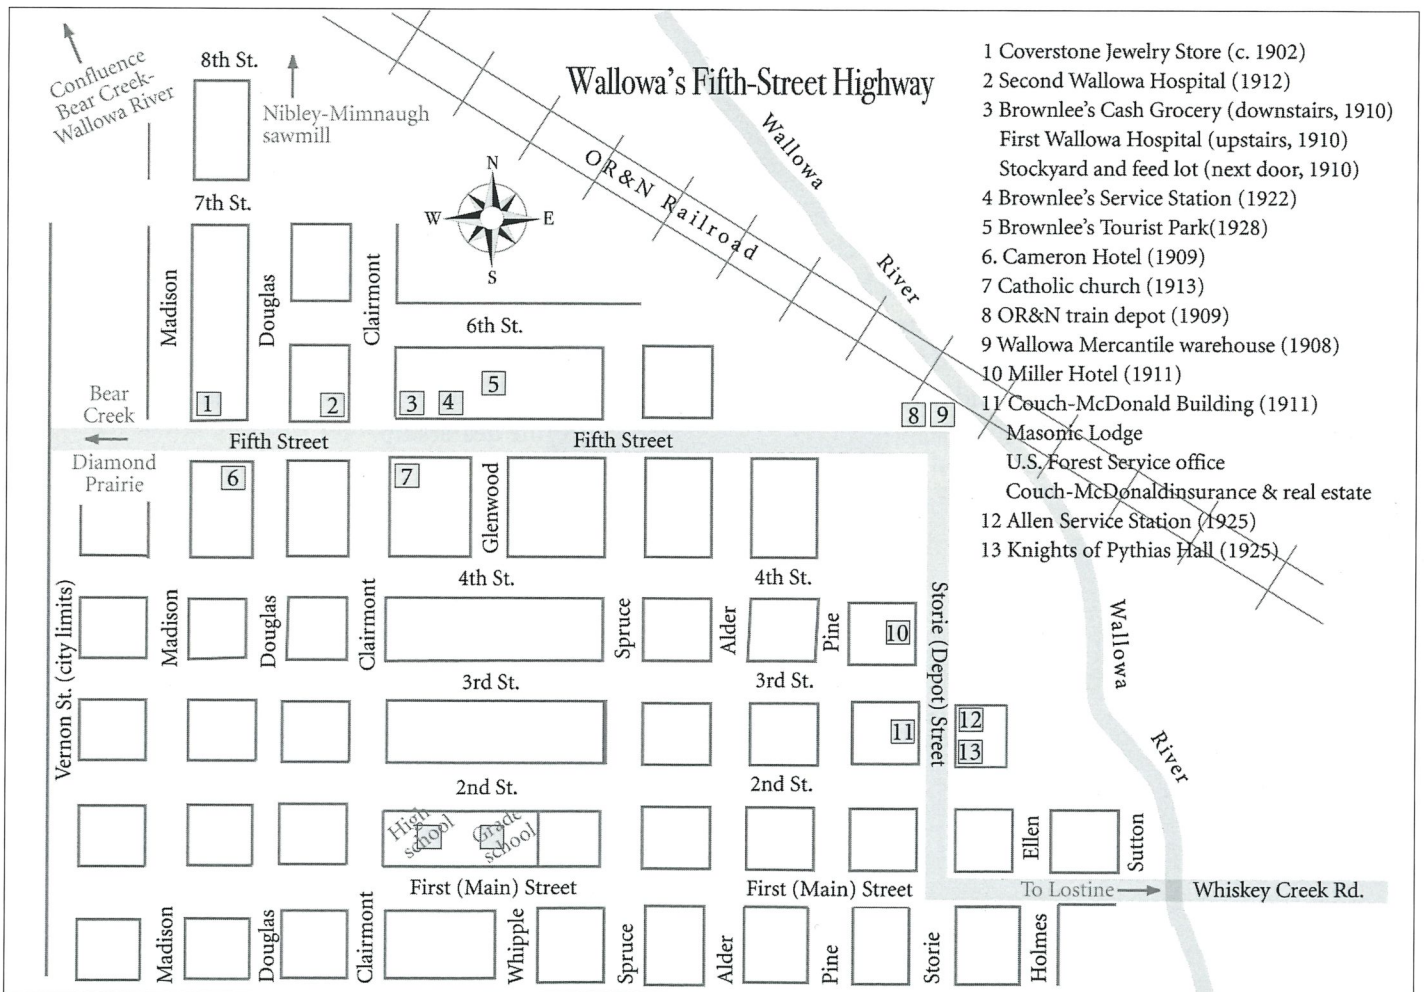 Wallowa's Fifth-Street Highway
Confluence
Bear Creek-
Wallowa River
8th St.
Nibley-Mimnaugh
sawmill
7th St.
N
W
E
S
OR&N Railroad
Wallowa
River
Madison
Douglas
Clairmont
6th St.
1
2
3
4
5
8
9
Bear
Creek
Fifth Street
Fifth Street
Diamond
Prairie
6
7
Glenwood
4th St.
4th St.
Vernon St. (city limits)
Madison
Douglas
Clairmont
Spruce
Alder
Pine
10
Storie (Depot) Street
Wallowa
River
3rd St.
3rd St.
11
12
13
2nd St.
2nd St.
High
school
Grade
school
Ellen
Sutton
First (Main) Street
First (Main) Street
To Lostine
Whiskey Creek Rd.
Madison
Douglas
Clairmont
Whipple
Spruce
Alder
Pine
Storie
Holmes
1 Coverstone Jewelry Store (c. 1902)
2 Second Wallowa Hospital (1912)
3 Brownlee's Cash Grocery (downstairs, 1910)
First Wallowa Hospital (upstairs, 1910)
Stockyard and feed lot (next door, 1910)
4 Brownlee's Service Station (1922)
5 Brownlee's Tourist Park(1928)
6. Cameron Hotel (1909)
7 Catholic church (1913)
8 OR&N train depot (1909)
9 Wallowa Mercantile warehouse (1908)
10 Miller Hotel (1911)
11 Couch-McDonald Building (1911)
Masonic Lodge
U.S. Forest Service office
Couch-McDonaldinsurance & real estate
12 Allen Service Station (1925)
13 Knights of Pythias Hall (1925)